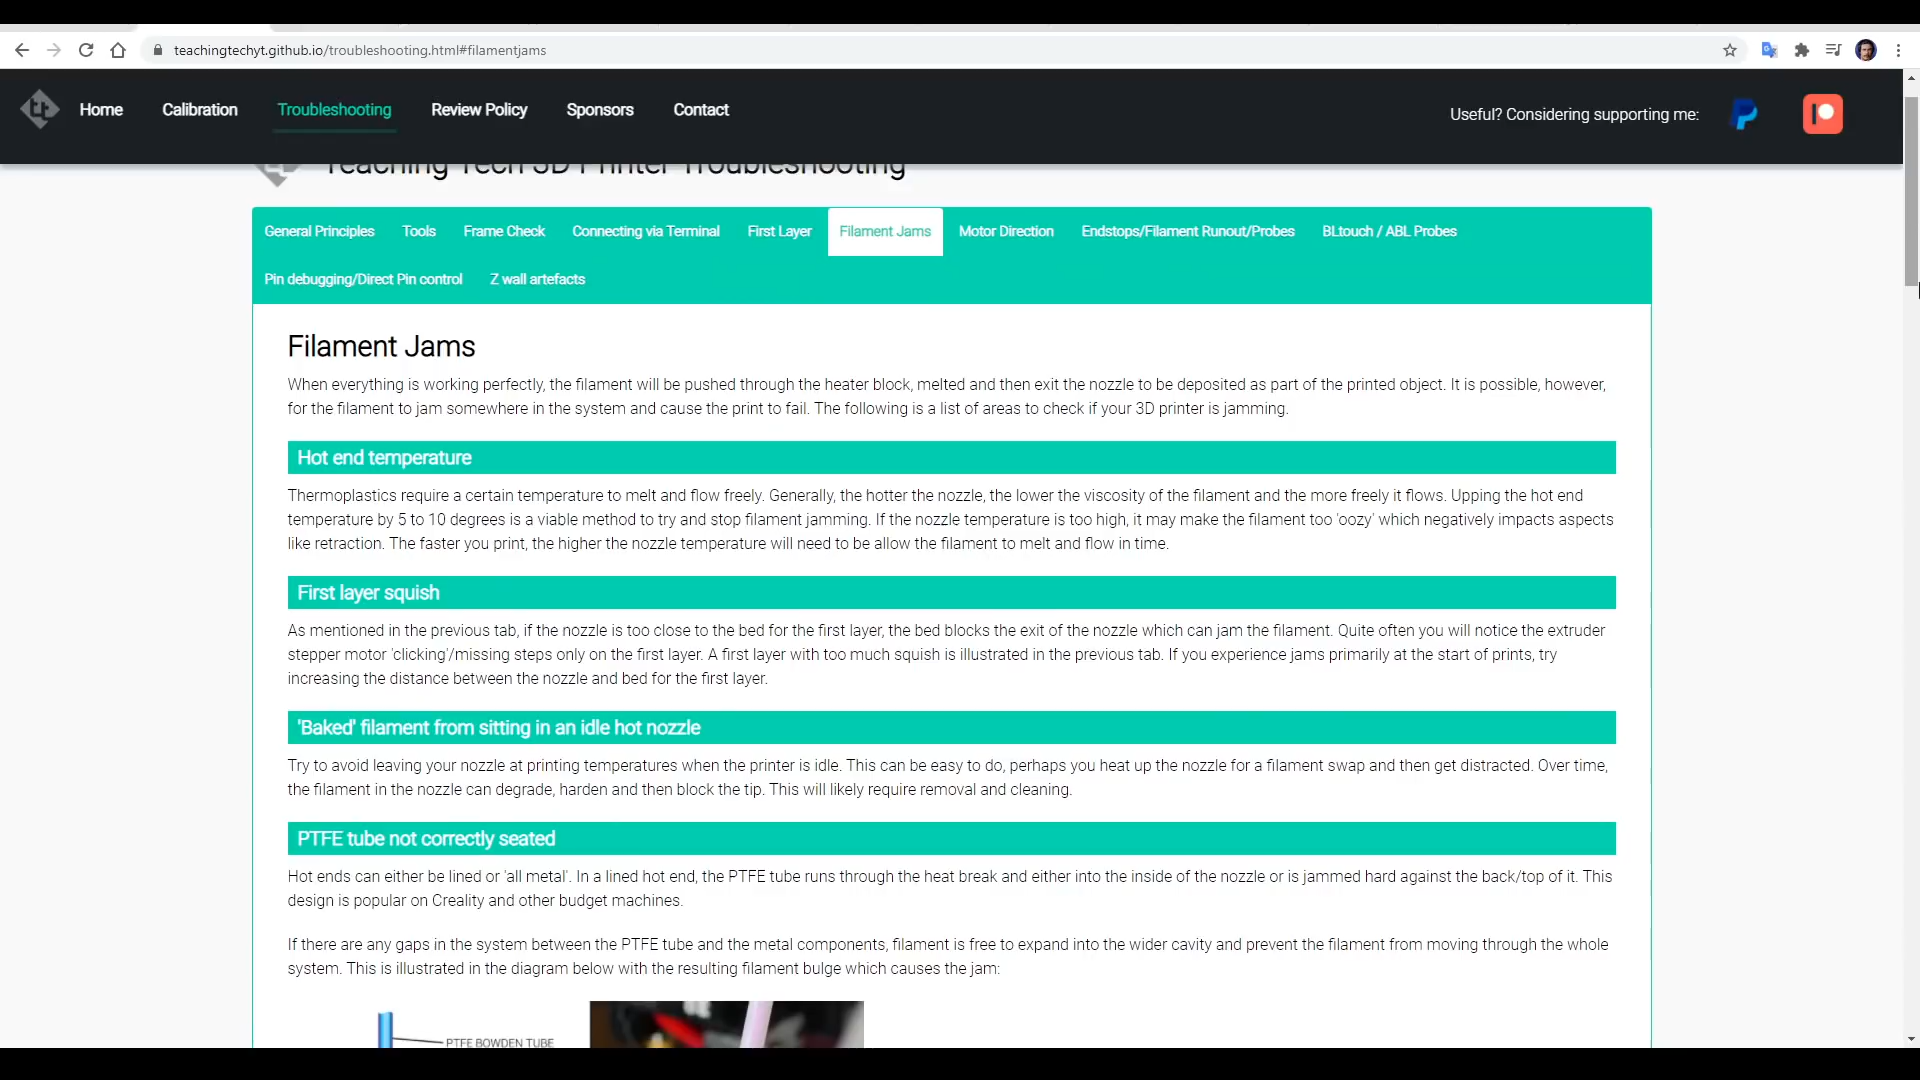 teachingtechyt.github.io/troubleshooting.html#filamentjams
Home Calibration Troubleshooting Review Policy Sponsors Contact Useful? Considering supporting me:
Teaching Tech 3D Printer Troubleshooting
General Principles Tools Frame Check Connecting via Terminal First Layer Filament Jams Motor Direction Endstops/Filament Runout/Probes BLtouch / ABL Probes
Pin debugging/Direct Pin control Z wall artefacts
Filament Jams
When everything is working perfectly, the filament will be pushed through the heater block, melted and then exit the nozzle to be deposited as part of the printed object. It is possible, however,
for the filament to jam somewhere in the system and cause the print to fail. The following is a list of areas to check if your 3D printer is jamming.
Hot end temperature
Thermoplastics require a certain temperature to melt and flow freely. Generally, the hotter the nozzle, the lower the viscosity of the filament and the more freely it flows. Upping the hot end
temperature by 5 to 10 degrees is a viable method to try and stop filament jamming. If the nozzle temperature is too high, it may make the filament too 'oozy' which negatively impacts aspects
like retraction. The faster you print, the higher the nozzle temperature will need to be allow the filament to melt and flow in time.
First layer squish
As mentioned in the previous tab, if the nozzle is too close to the bed for the first layer, the bed blocks the exit of the nozzle which can jam the filament. Quite often you will notice the extruder
stepper motor 'clicking'/missing steps only on the first layer. A first layer with too much squish is illustrated in the previous tab. If you experience jams primarily at the start of prints, try
increasing the distance between the nozzle and bed for the first layer.
'Baked' filament from sitting in an idle hot nozzle
Try to avoid leaving your nozzle at printing temperatures when the printer is idle. This can be easy to do, perhaps you heat up the nozzle for a filament swap and then get distracted. Over time,
the filament in the nozzle can degrade, harden and then block the tip. This will likely require removal and cleaning.
PTFE tube not correctly seated
Hot ends can either be lined or 'all metal'. In a lined hot end, the PTFE tube runs through the heat break and either into the inside of the nozzle or is jammed hard against the back/top of it. This
design is popular on Creality and other budget machines.
If there are any gaps in the system between the PTFE tube and the metal components, filament is free to expand into the wider cavity and prevent the filament from moving through the whole
system. This is illustrated in the diagram below with the resulting filament bulge which causes the jam:
PTFE BOWDEN TUBE